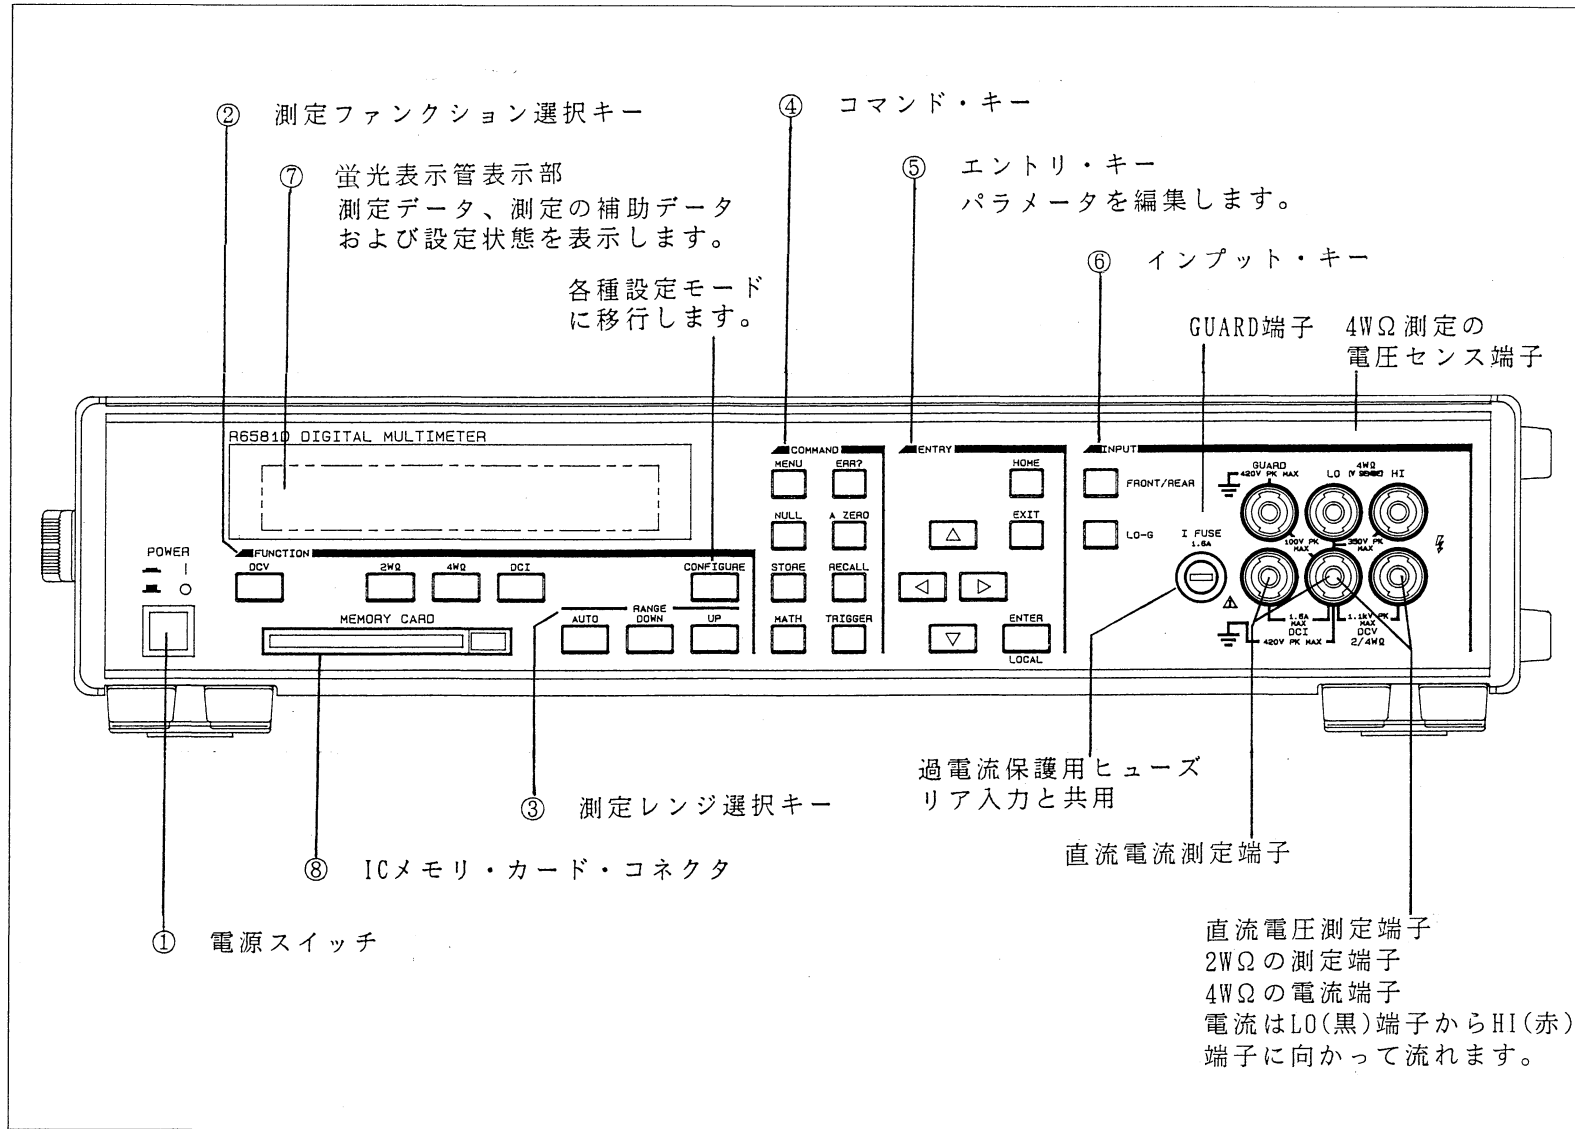 ② 測定ファンクション選択キー
④ コマンド・キー
⑦ 蛍光表示管表示部
測定データ、測定の補助データ
および設定状態を表示します。
⑤ エントリ・キー
パラメータを編集します。
各種設定モード
に移行します。
⑥ インプット・キー
GUARD端子
4WΩ測定の
電圧センス端子
R6581D DIGITAL MULTIMETER
COMMAND
MENU ERR?
NULL A ZERO
STORE RECALL
MATH TRIGGER
ENTRY
HOME
EXIT
△
◁ ▷
▽
ENTER
LOCAL
INPUT
FRONT/REAR
LO-G
I FUSE
1.6A
GUARD
420V PK MAX
4WΩ
LO HI
100V PK
MAX
350V PK
MAX
1.6A
MAX
DCI
420V PK MAX
1.1kV PK
MAX
DCV
2/4WΩ
POWER
FUNCTION
DCV 2WΩ 4WΩ DCI CONFIGURE
MEMORY CARD
RANGE
AUTO DOWN UP
過電流保護用ヒューズ
リア入力と共用
③ 測定レンジ選択キー
直流電流測定端子
⑧ ICメモリ・カード・コネクタ
① 電源スイッチ
直流電圧測定端子
2WΩの測定端子
4WΩの電流端子
電流はLO(黒)端子からHI(赤)
端子に向かって流れます。